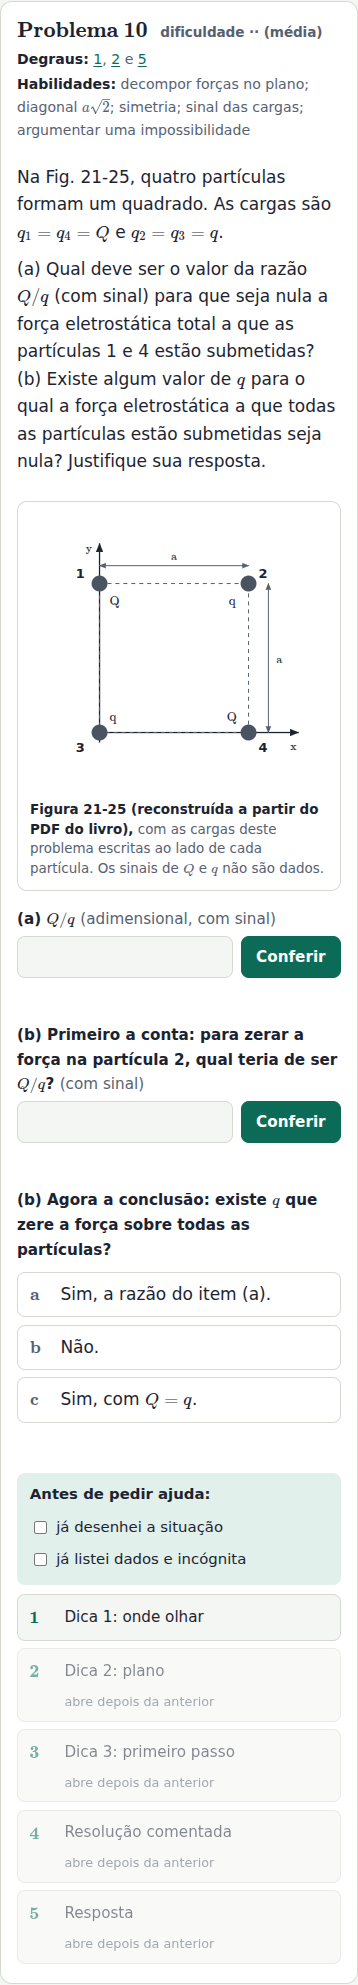 Problema 10 dificuldade ·· (média)
Degraus: 1, 2 e 5
Habilidades: decompor forças no plano;
diagonal a√2; simetria; sinal das cargas;
argumentar uma impossibilidade
Na Fig. 21-25, quatro partículas
formam um quadrado. As cargas são
q₁ = q₄ = Q e q₂ = q₃ = q.
(a) Qual deve ser o valor da razão
Q/q (com sinal) para que seja nula a
força eletrostática total a que as
partículas 1 e 4 estão submetidas?
(b) Existe algum valor de q para o
qual a força eletrostática a que todas
as partículas estão submetidas seja
nula? Justifique sua resposta.
y
a
1
2
Q
q
a
q
Q
3
4
x
Figura 21-25 (reconstruída a partir do
PDF do livro), com as cargas deste
problema escritas ao lado de cada
partícula. Os sinais de Q e q não são dados.
(a) Q/q (adimensional, com sinal)
Conferir
(b) Primeiro a conta: para zerar a
força na partícula 2, qual teria de ser
Q/q? (com sinal)
Conferir
(b) Agora a conclusão: existe q que
zere a força sobre todas as
partículas?
a Sim, a razão do item (a).
b Não.
c Sim, com Q = q.
Antes de pedir ajuda:
já desenhei a situação
já listei dados e incógnita
1 Dica 1: onde olhar
2 Dica 2: plano
abre depois da anterior
3 Dica 3: primeiro passo
abre depois da anterior
4 Resolução comentada
abre depois da anterior
5 Resposta
abre depois da anterior